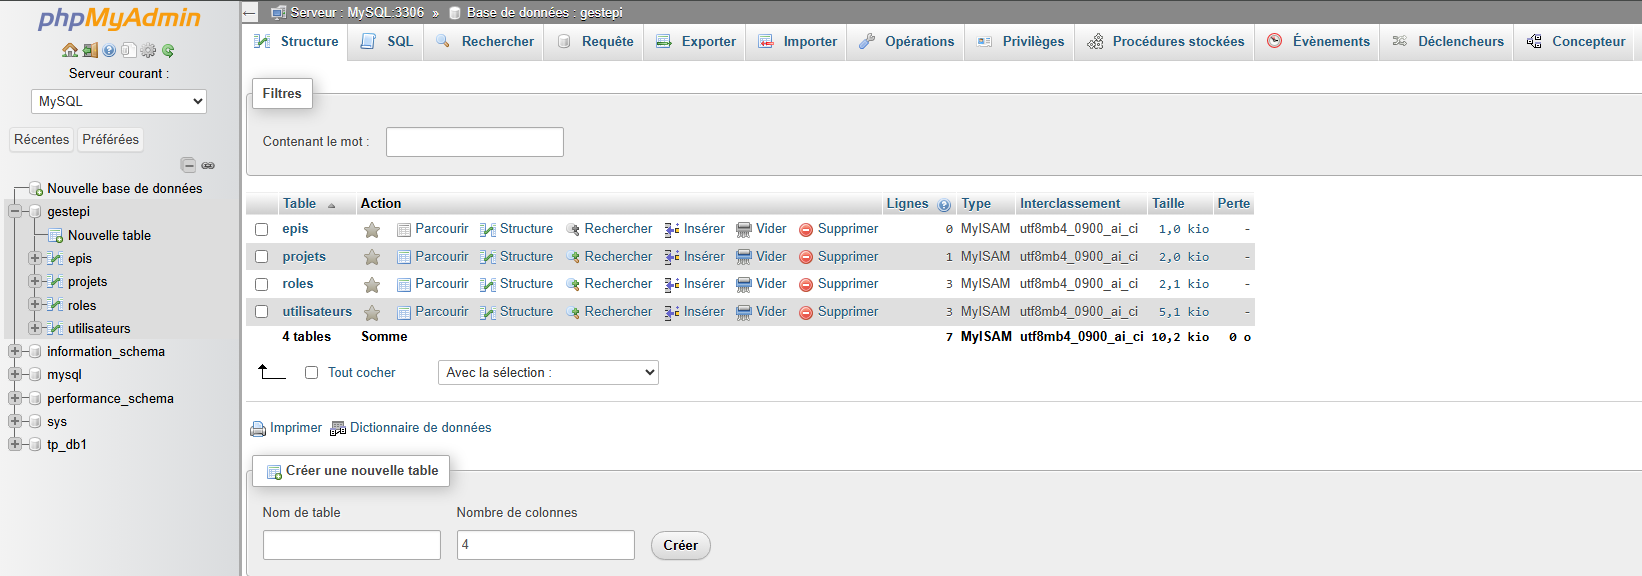 phpMyAdmin
Serveur courant :
MySQL
Récentes Préférées
Nouvelle base de données
gestepi
Nouvelle table
epis
projets
roles
utilisateurs
information_schema
mysql
performance_schema
sys
tp_db1
Serveur : MySQL:3306 » Base de données : gestepi
Structure SQL Rechercher Requête Exporter Importer Opérations Privilèges Procédures stockées Évènements Déclencheurs Concepteur
Filtres
Contenant le mot :
Table Action Lignes Type Interclassement Taille Perte
epis Parcourir Structure Rechercher Insérer Vider Supprimer 0 MyISAM utf8mb4_0900_ai_ci 1,0 kio -
projets Parcourir Structure Rechercher Insérer Vider Supprimer 1 MyISAM utf8mb4_0900_ai_ci 2,0 kio -
roles Parcourir Structure Rechercher Insérer Vider Supprimer 3 MyISAM utf8mb4_0900_ai_ci 2,1 kio -
utilisateurs Parcourir Structure Rechercher Insérer Vider Supprimer 3 MyISAM utf8mb4_0900_ai_ci 5,1 kio -
4 tables Somme 7 MyISAM utf8mb4_0900_ai_ci 10,2 kio 0 o
Tout cocher Avec la sélection :
Imprimer Dictionnaire de données
Créer une nouvelle table
Nom de table Nombre de colonnes
4 Créer